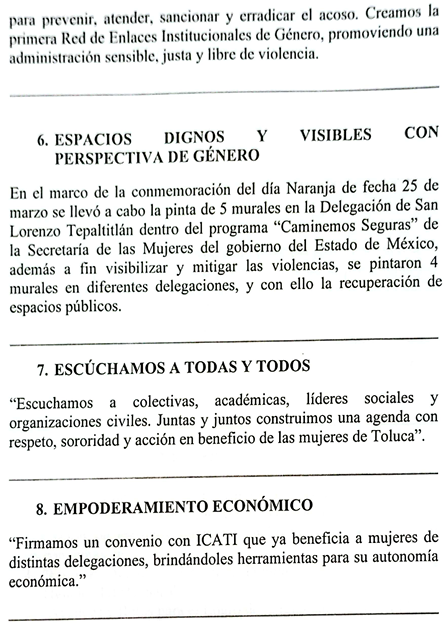 para prevenir, atender, sancionar y erradicar el acoso. Creamos la
primera Red de Enlaces Institucionales de Género, promoviendo una
administración sensible, justa y libre de violencia.
6. ESPACIOS DIGNOS Y VISIBLES CON
PERSPECTIVA DE GÉNERO
En el marco de la conmemoración del día Naranja de fecha 25 de
marzo se llevó a cabo la pinta de 5 murales en la Delegación de San
Lorenzo Tepaltitlán dentro del programa “Caminemos Seguras” de
la Secretaría de las Mujeres del gobierno del Estado de México,
además a fin visibilizar y mitigar las violencias, se pintaron 4
murales en diferentes delegaciones, y con ello la recuperación de
espacios públicos.
7. ESCÚCHAMOS A TODAS Y TODOS
“Escuchamos a colectivas, académicas, líderes sociales y
organizaciones civiles. Juntas y juntos construimos una agenda con
respeto, sororidad y acción en beneficio de las mujeres de Toluca”.
8. EMPODERAMIENTO ECONÓMICO
“Firmamos un convenio con ICATI que ya beneficia a mujeres de
distintas delegaciones, brindándoles herramientas para su autonomía
económica.”